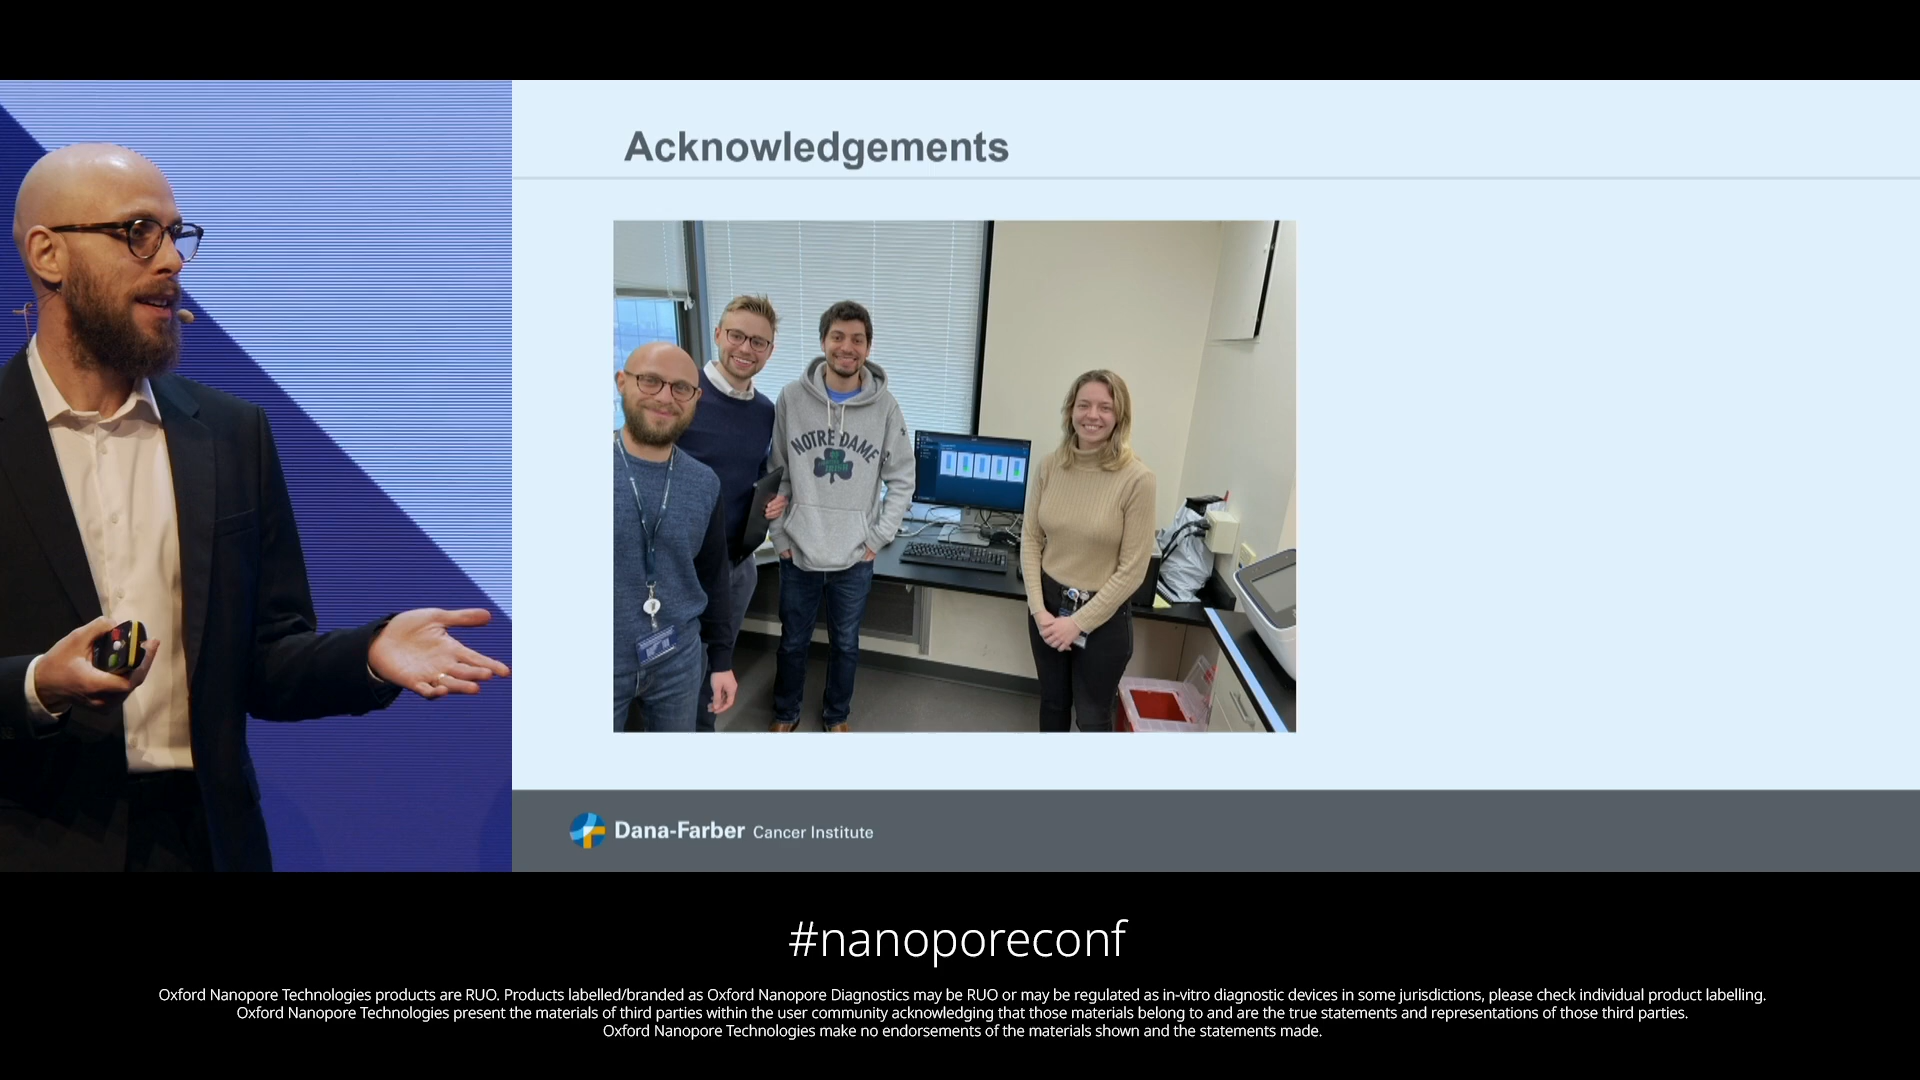 Acknowledgements
NOTRE DAME
IRISH
Dana-Farber Cancer Institute
#nanoporeconf
Oxford Nanopore Technologies products are RUO. Products labelled/branded as Oxford Nanopore Diagnostics may be RUO or may be regulated as in-vitro diagnostic devices in some jurisdictions, please check individual product labelling.
Oxford Nanopore Technologies present the materials of third parties within the user community acknowledging that those materials belong to and are the true statements and representations of those third parties.
Oxford Nanopore Technologies make no endorsements of the materials shown and the statements made.